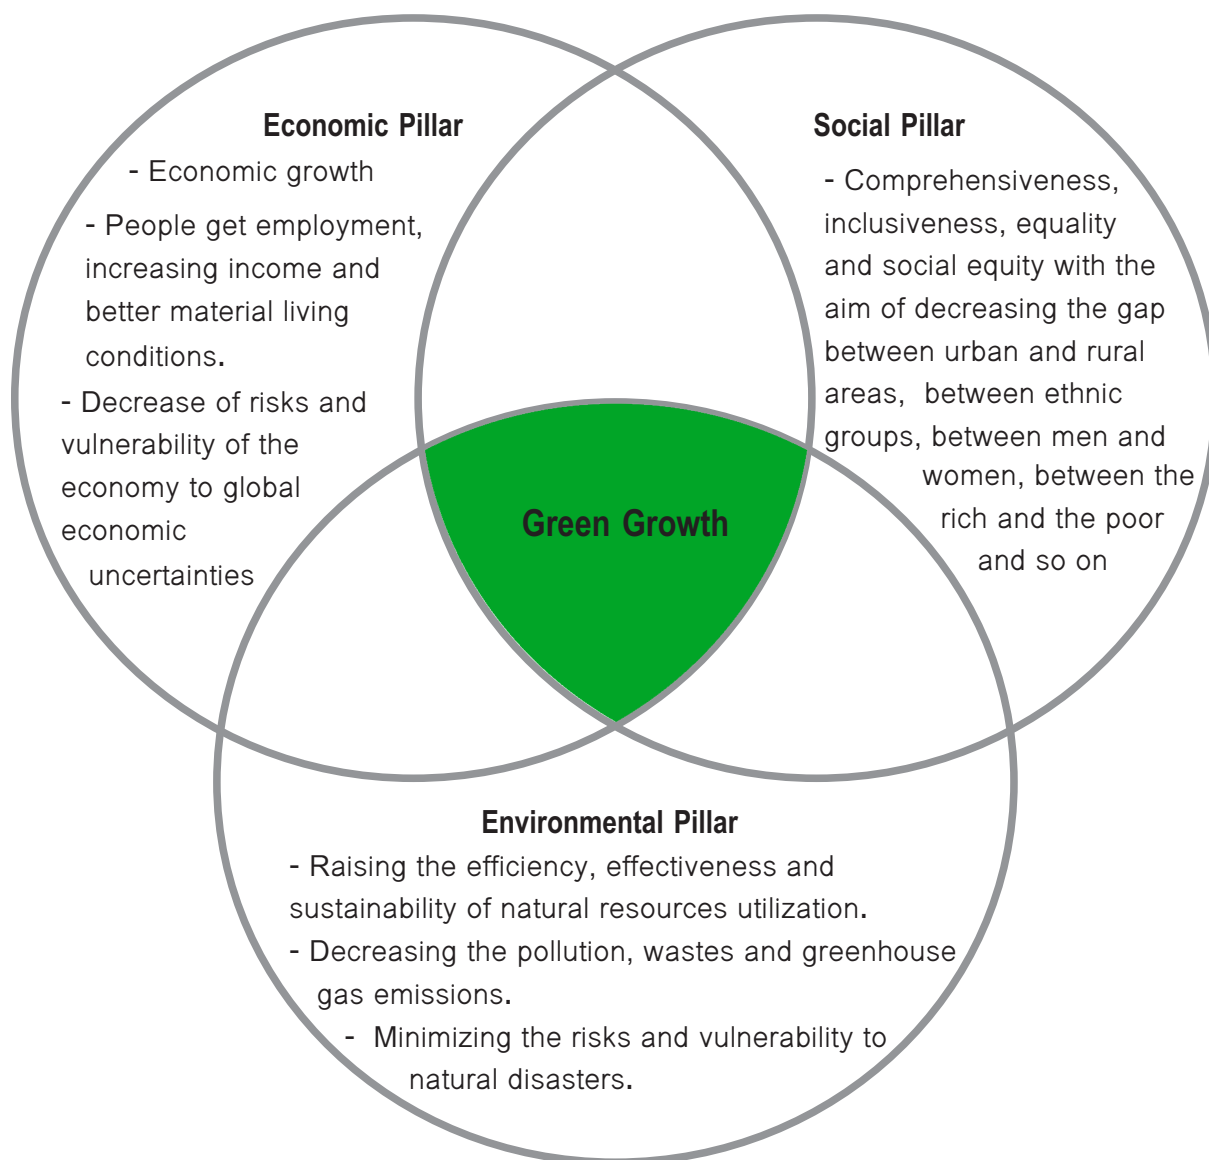 Economic Pillar
- Economic growth
- People get employment,
increasing income and
better material living
conditions.
- Decrease of risks and
vulnerability of the
economy to global
economic
uncertainties
Social Pillar
- Comprehensiveness,
inclusiveness, equality
and social equity with the
aim of decreasing the gap
between urban and rural
areas, between ethnic
groups, between men and
women, between the
rich and the poor
and so on
Green Growth
Environmental Pillar
- Raising the efficiency, effectiveness and
sustainability of natural resources utilization.
- Decreasing the pollution, wastes and greenhouse
gas emissions.
- Minimizing the risks and vulnerability to
natural disasters.